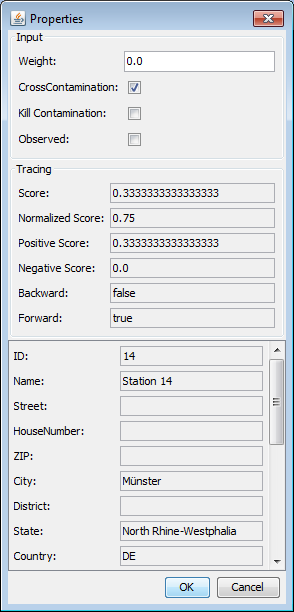 Properties
Input
Weight: 0.0
CrossContamination:
Kill Contamination:
Observed:
Tracing
Score: 0.3333333333333333
Normalized Score: 0.75
Positive Score: 0.3333333333333333
Negative Score: 0.0
Backward: false
Forward: true
ID: 14
Name: Station 14
Street:
HouseNumber:
ZIP:
City: Münster
District:
State: North Rhine-Westphalia
Country: DE
OK Cancel